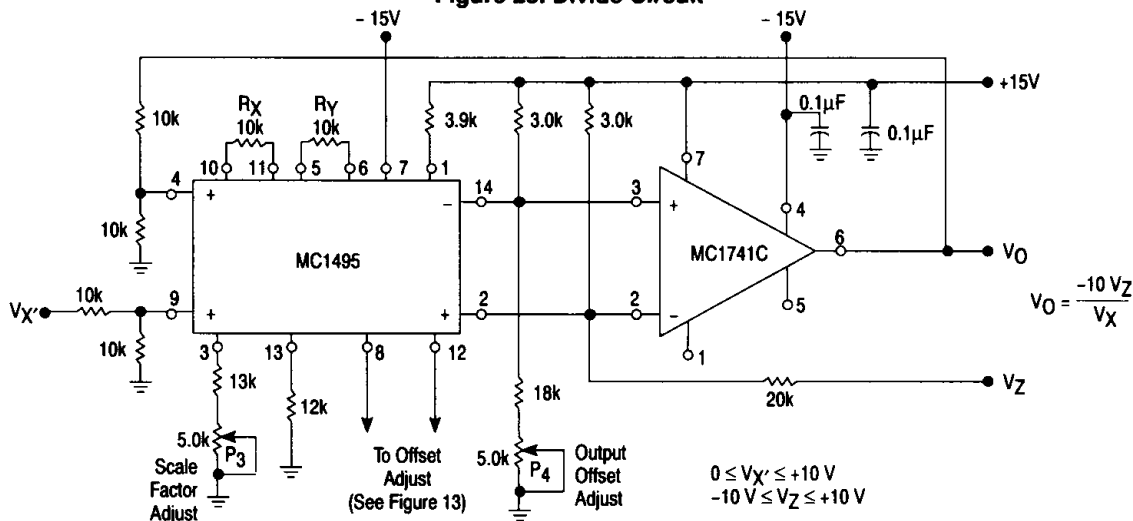 Figure 25. Divide Circuit
– 15V
– 15V
+15V
10k
RX
10k
RY
10k
3.9k
3.0k
3.0k
0.1µF
0.1µF
10
11
5
6
7
1
7
4
+
–
14
3
+
4
10k
MC1495
MC1741C
6
VO
VO = –10 VZ / VX
VX'
10k
9
+
+
2
2
–
5
10k
3
13
8
12
1
13k
12k
18k
20k
VZ
5.0k
P3
Scale
Factor
Adjust
To Offset
Adjust
(See Figure 13)
5.0k
P4
Output
Offset
Adjust
0 ≤ VX' ≤ +10 V
–10 V ≤ VZ ≤ +10 V